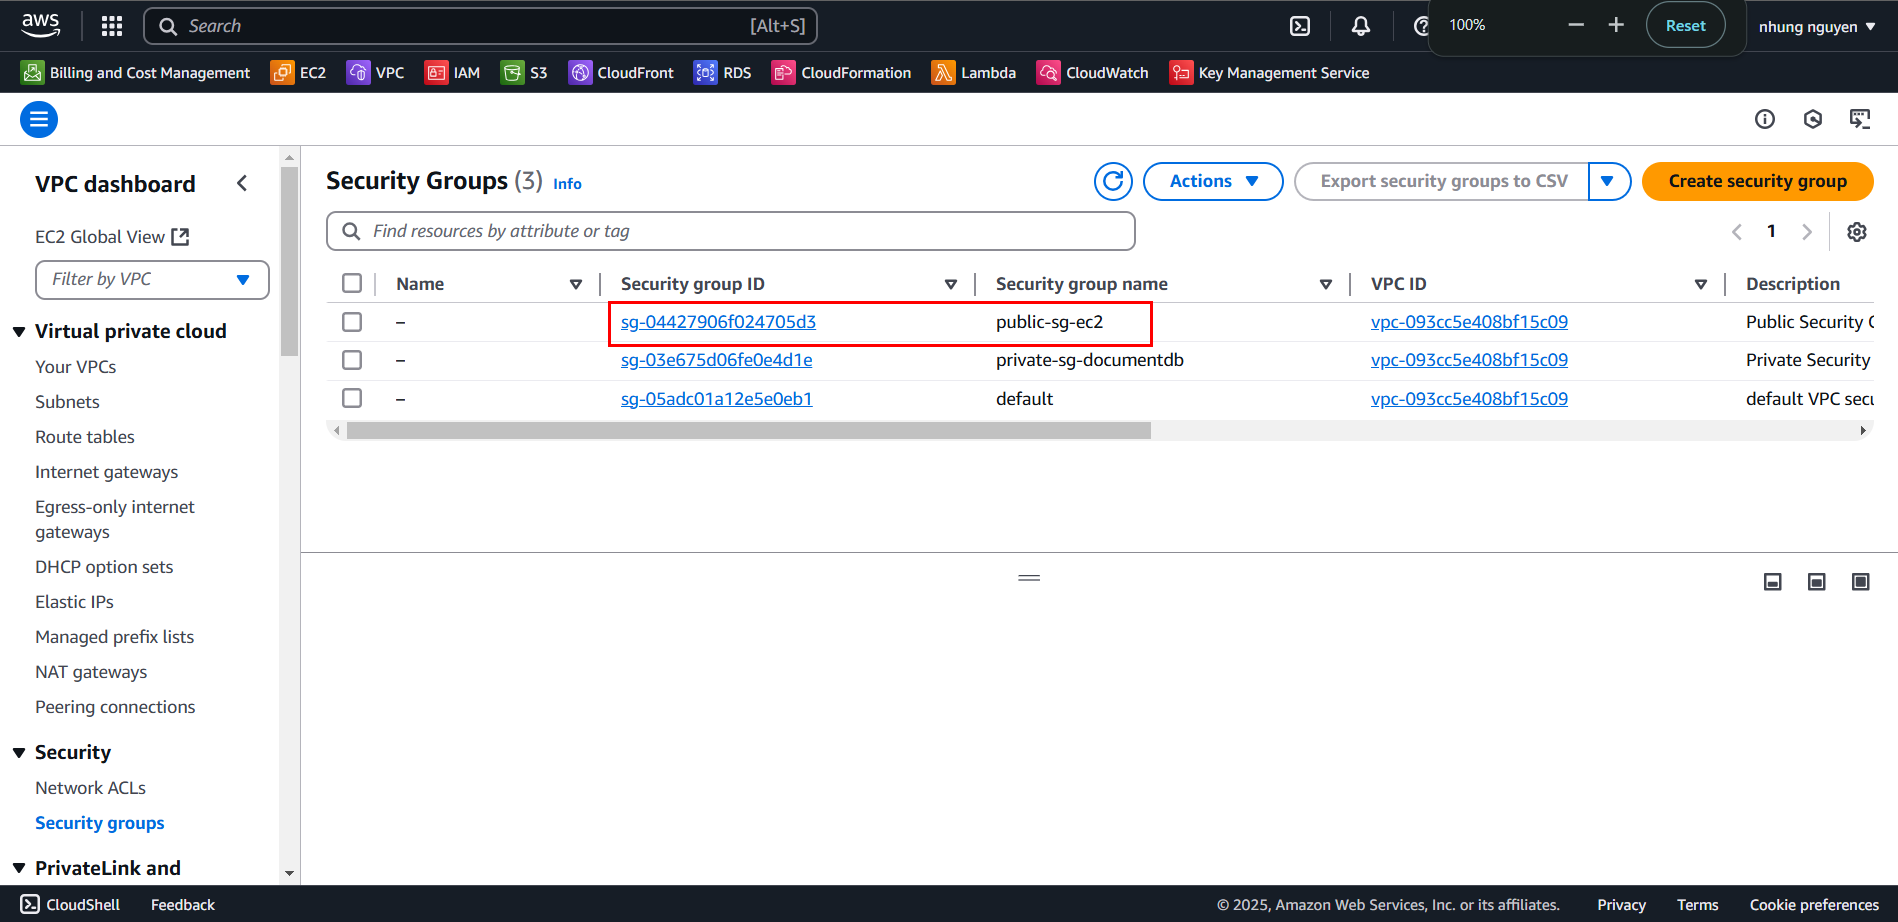 aws
Search [Alt+S]
100% Reset
nhung nguyen
Billing and Cost Management EC2 VPC IAM S3 CloudFront RDS CloudFormation Lambda CloudWatch Key Management Service
VPC dashboard
EC2 Global View
Filter by VPC
Virtual private cloud
Your VPCs
Subnets
Route tables
Internet gateways
Egress-only internet
gateways
DHCP option sets
Elastic IPs
Managed prefix lists
NAT gateways
Peering connections
Security
Network ACLs
Security groups
PrivateLink and
Security Groups (3) Info
Actions
Export security groups to CSV
Create security group
Find resources by attribute or tag
1
Name Security group ID Security group name VPC ID Description
– sg-04427906f024705d3 public-sg-ec2 vpc-093cc5e408bf15c09 Public Security
– sg-03e675d06fe0e4d1e private-sg-documentdb vpc-093cc5e408bf15c09 Private Security
– sg-05adc01a12e5e0eb1 default vpc-093cc5e408bf15c09 default VPC secu
CloudShell Feedback
© 2025, Amazon Web Services, Inc. or its affiliates. Privacy Terms Cookie preferences